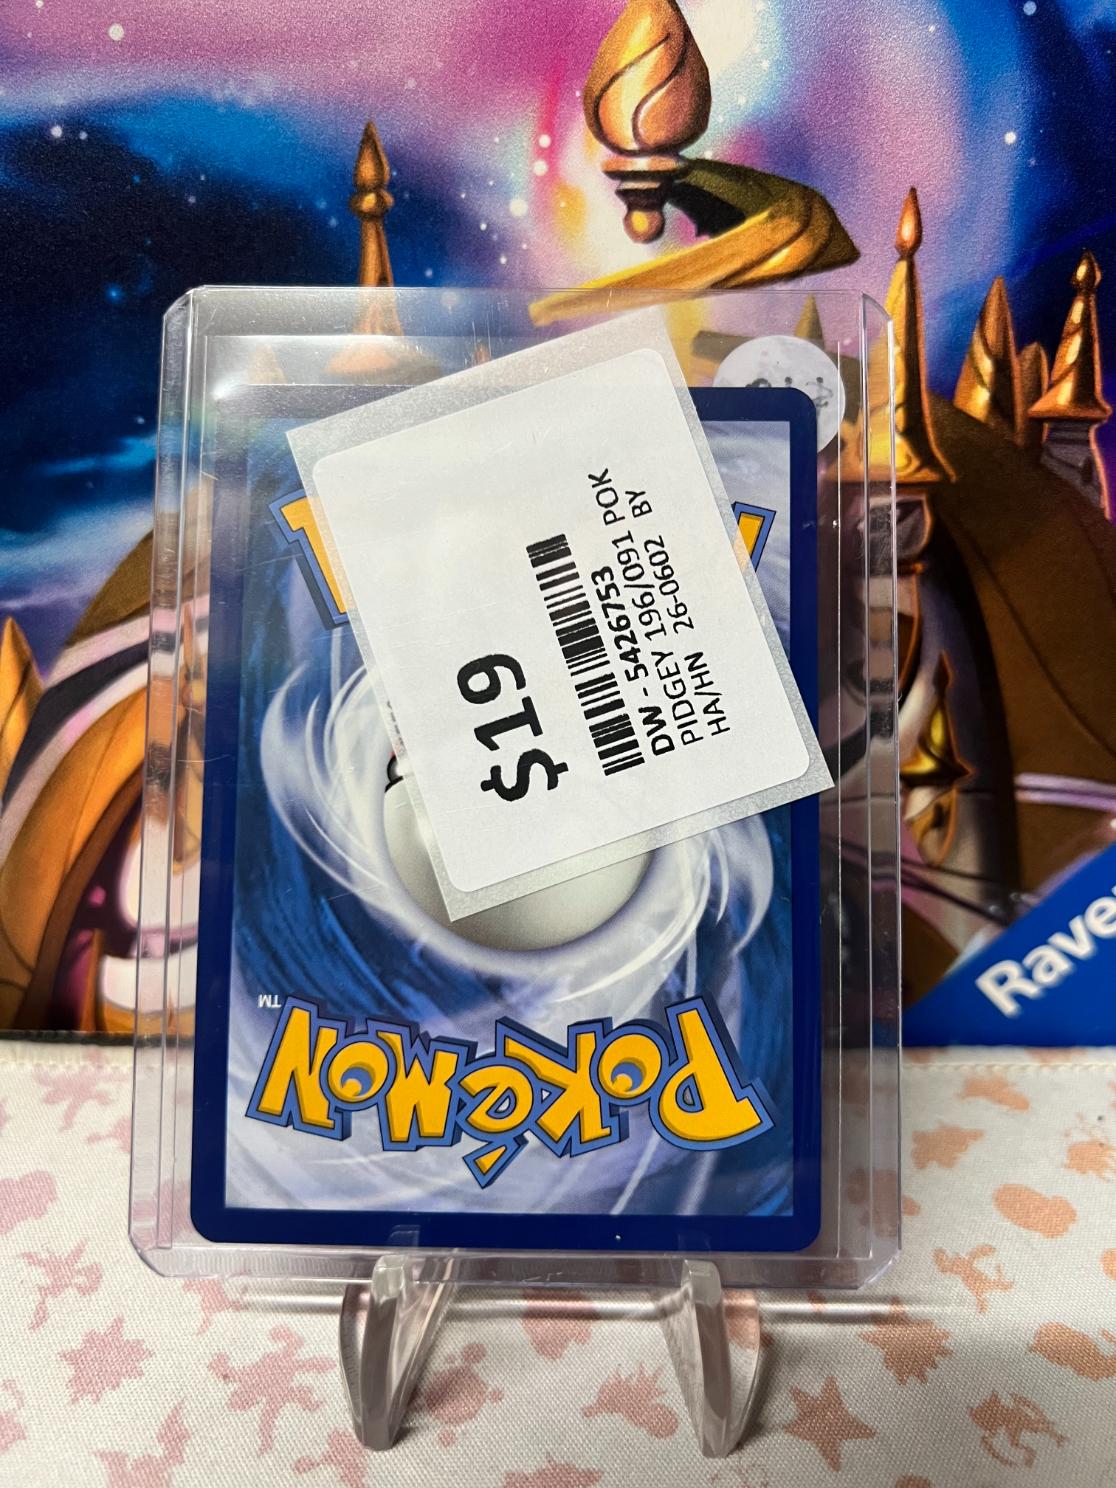 $19
DW - 5426753
PIDGEY 196/091 POK
HA/HN 26-0602 BY
POKéMON
TM
Rave